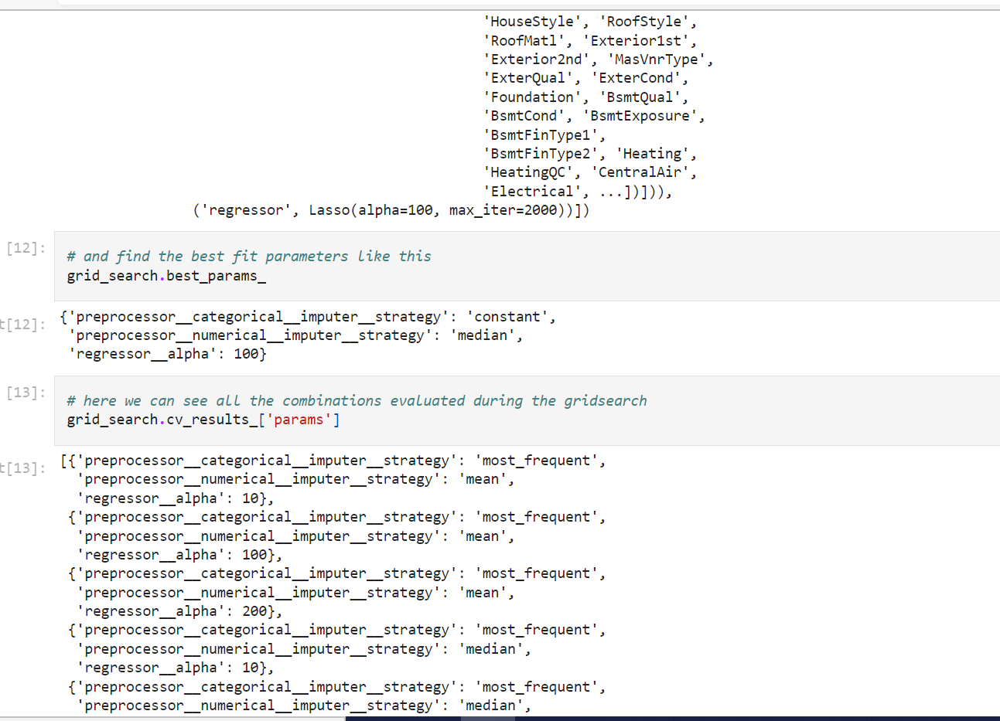 'HouseStyle', 'RoofStyle',
'RoofMatl', 'Exterior1st',
'Exterior2nd', 'MasVnrType',
'ExterQual', 'ExterCond',
'Foundation', 'BsmtQual',
'BsmtCond', 'BsmtExposure',
'BsmtFinType1',
'BsmtFinType2', 'Heating',
'HeatingQC', 'CentralAir',
'Electrical', ...])])),
('regressor', Lasso(alpha=100, max_iter=2000))])
[12]:
# and find the best fit parameters like this
grid_search.best_params_
t[12]:
{'preprocessor__categorical__imputer__strategy': 'constant',
'preprocessor__numerical__imputer__strategy': 'median',
'regressor__alpha': 100}
[13]:
# here we can see all the combinations evaluated during the gridsearch
grid_search.cv_results_['params']
t[13]:
[{'preprocessor__categorical__imputer__strategy': 'most_frequent',
'preprocessor__numerical__imputer__strategy': 'mean',
'regressor__alpha': 10},
{'preprocessor__categorical__imputer__strategy': 'most_frequent',
'preprocessor__numerical__imputer__strategy': 'mean',
'regressor__alpha': 100},
{'preprocessor__categorical__imputer__strategy': 'most_frequent',
'preprocessor__numerical__imputer__strategy': 'mean',
'regressor__alpha': 200},
{'preprocessor__categorical__imputer__strategy': 'most_frequent',
'preprocessor__numerical__imputer__strategy': 'median',
'regressor__alpha': 10},
{'preprocessor__categorical__imputer__strategy': 'most_frequent',
'preprocessor__numerical__imputer__strategy': 'median',